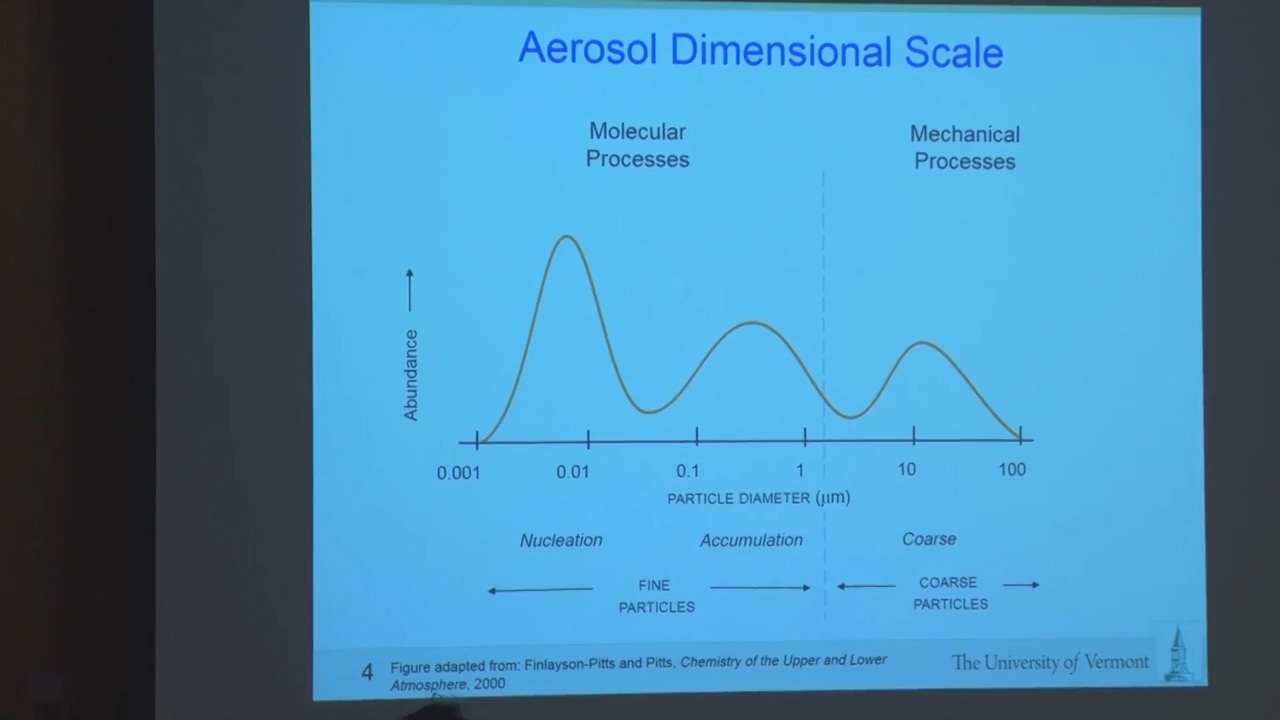 Aerosol Dimensional Scale
Molecular
Processes
Mechanical
Processes
Abundance
0.001
0.01
0.1
1
10
100
PARTICLE DIAMETER (μm)
Nucleation
Accumulation
Coarse
FINE
PARTICLES
COARSE
PARTICLES
4
Figure adapted from: Finlayson-Pitts and Pitts, Chemistry of the Upper and Lower
Atmosphere, 2000
The University of Vermont